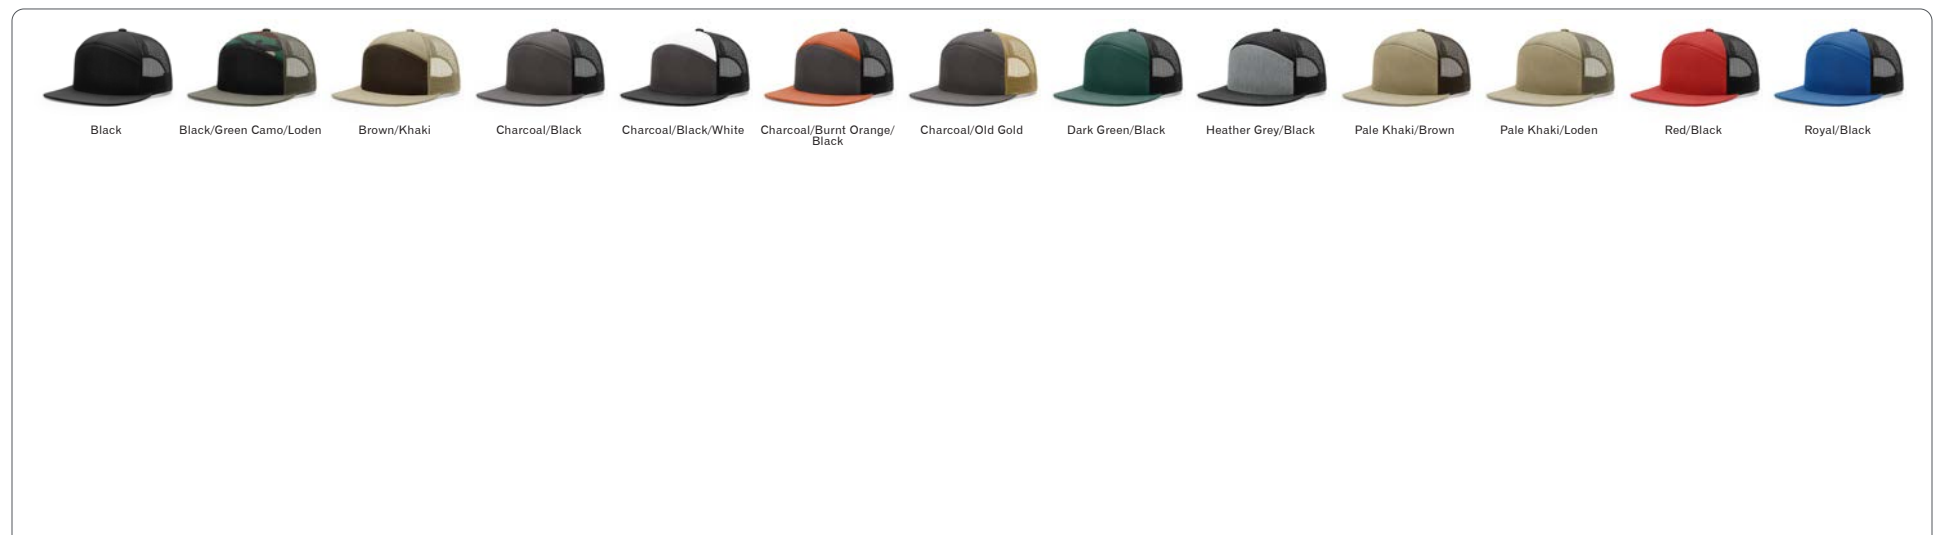 Black
Black/Green Camo/Loden
Brown/Khaki
Charcoal/Black
Charcoal/Black/White
Charcoal/Burnt Orange/
Black
Charcoal/Old Gold
Dark Green/Black
Heather Grey/Black
Pale Khaki/Brown
Pale Khaki/Loden
Red/Black
Royal/Black